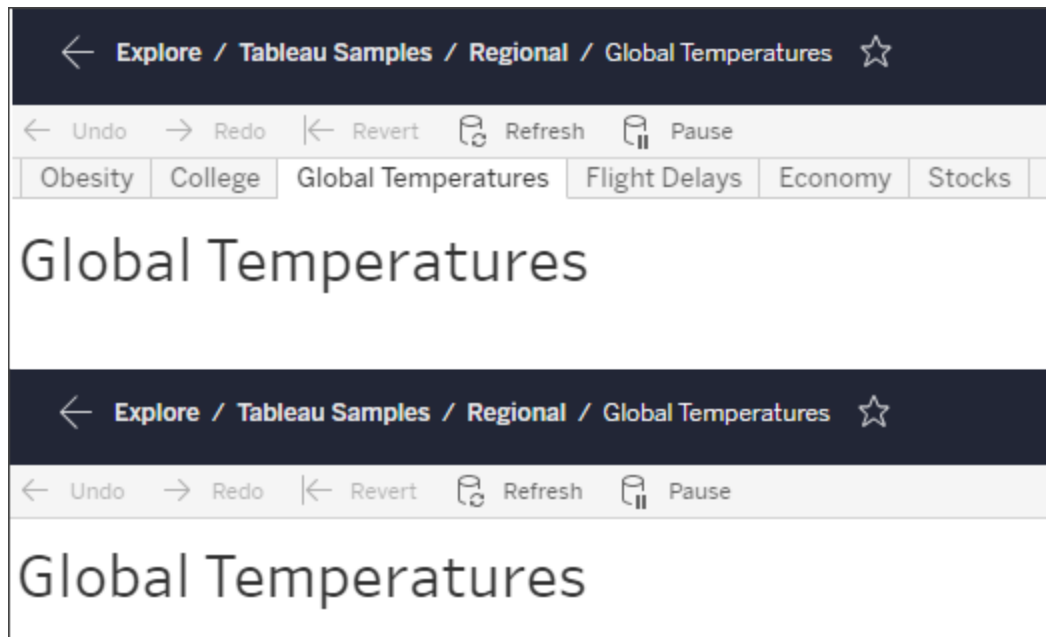 Explore / Tableau Samples / Regional / Global Temperatures
Undo Redo Revert Refresh Pause
Obesity College Global Temperatures Flight Delays Economy Stocks
Global Temperatures
Explore / Tableau Samples / Regional / Global Temperatures
Undo Redo Revert Refresh Pause
Global Temperatures